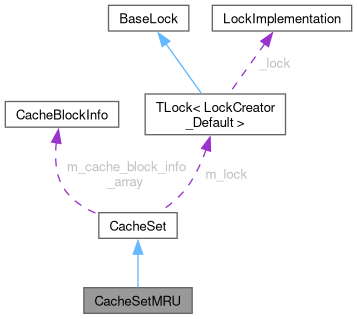 BaseLock
LockImplementation
_lock
CacheBlockInfo
TLock< LockCreator
_Default >
m_cache_block_info
_array
m_lock
CacheSet
CacheSetMRU